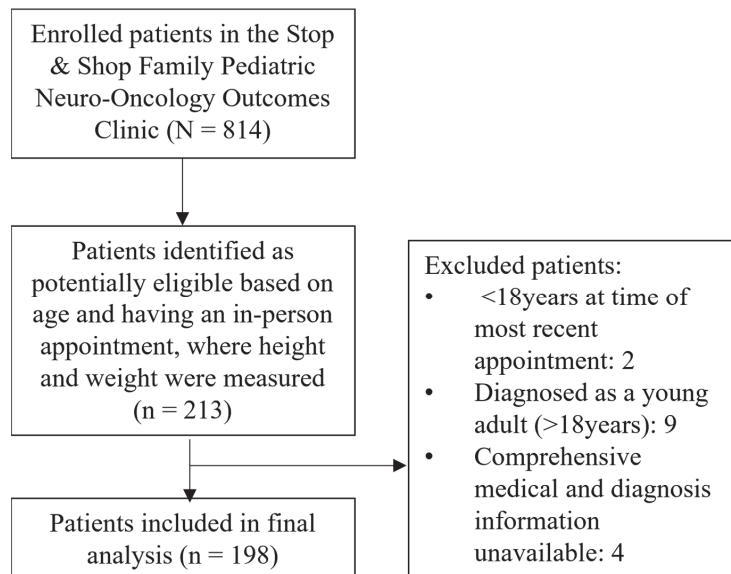 Enrolled patients in the Stop
& Shop Family Pediatric
Neuro-Oncology Outcomes
Clinic (N = 814)
Patients identified as
potentially eligible based on
age and having an in-person
appointment, where height
and weight were measured
(n = 213)
Excluded patients:
• <18years at time of
most recent
appointment: 2
• Diagnosed as a young
adult (>18years): 9
• Comprehensive
medical and diagnosis
information
unavailable: 4
Patients included in final
analysis (n = 198)